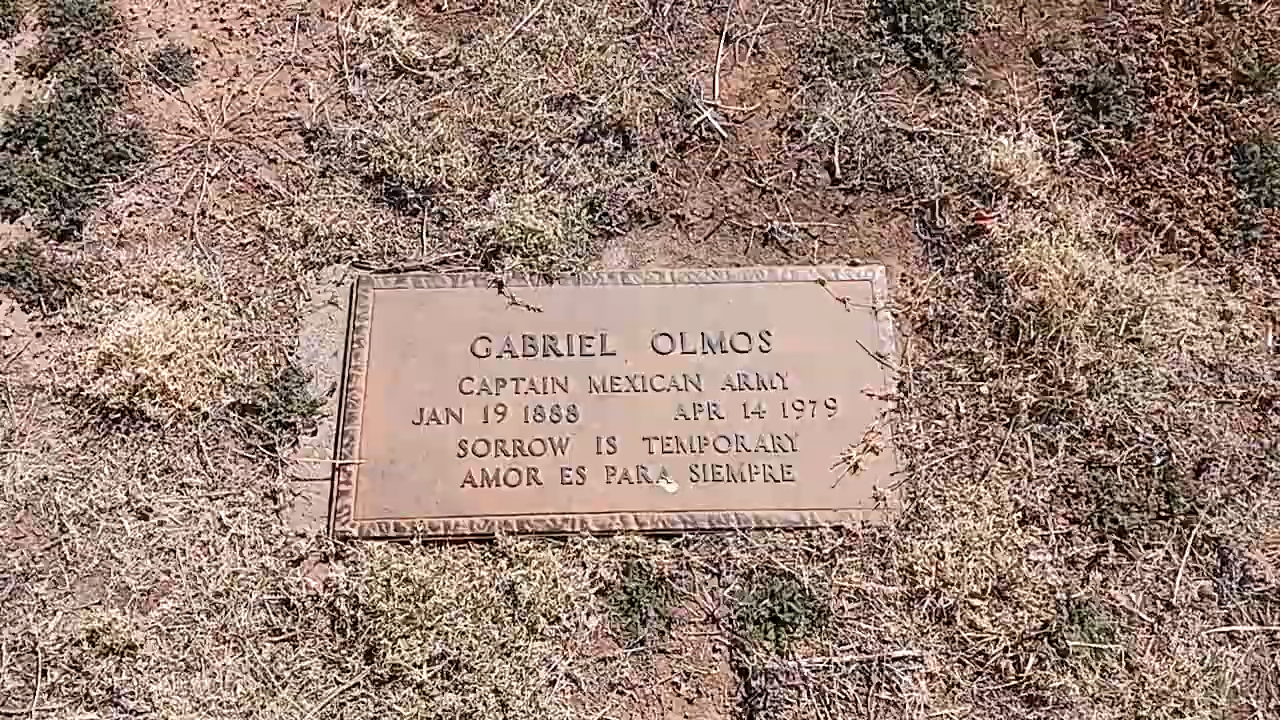 GABRIEL OLMOS
CAPTAIN MEXICAN ARMY
JAN 19 1888 APR 14 1979
SORROW IS TEMPORARY
AMOR ES PARA SIEMPRE